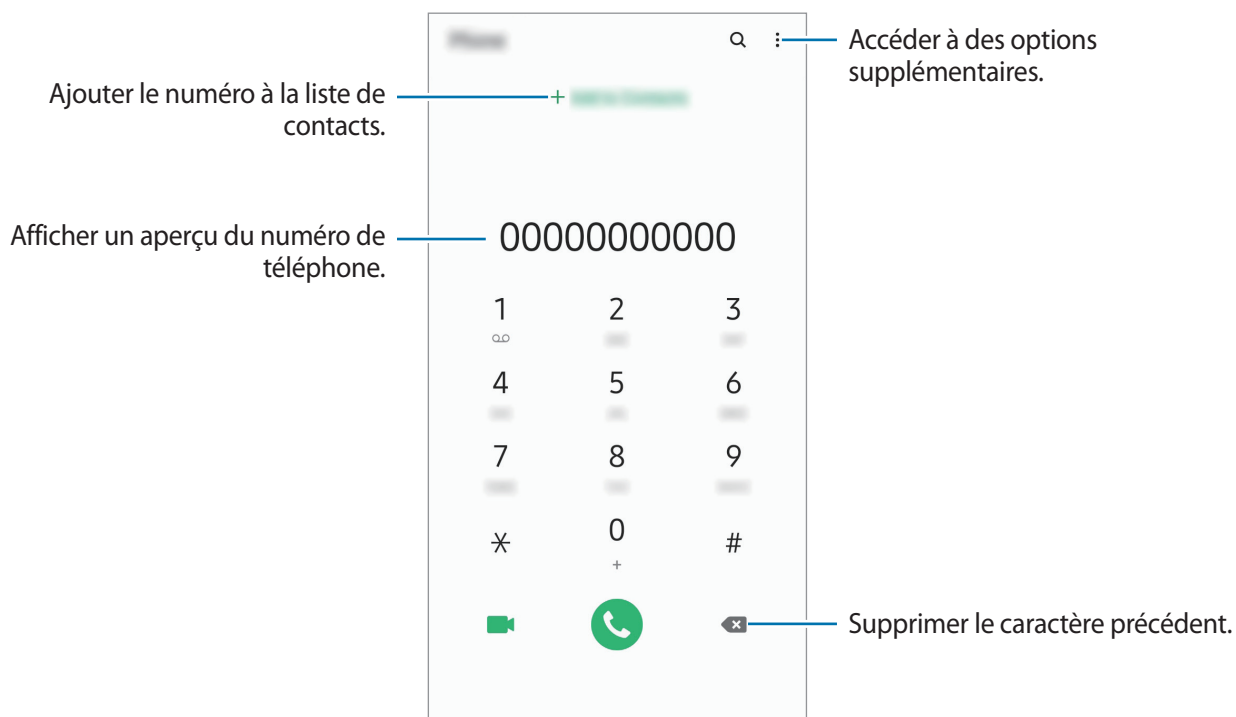 Accéder à des options
supplémentaires.
Ajouter le numéro à la liste de
contacts.
+
Afficher un aperçu du numéro de
téléphone.
00000000000
1 2 3
4 5 6
7 8 9
* 0 #
+
Supprimer le caractère précédent.